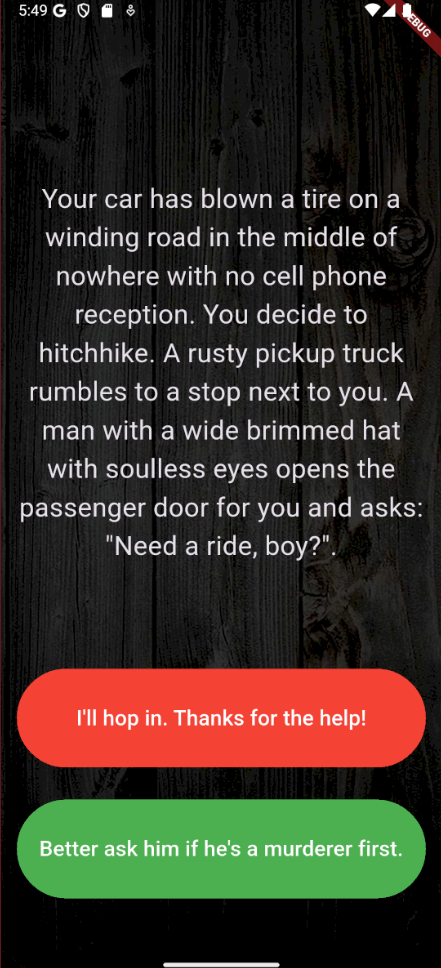 5:49
DEBUG
Your car has blown a tire on a
winding road in the middle of
nowhere with no cell phone
reception. You decide to
hitchhike. A rusty pickup truck
rumbles to a stop next to you. A
man with a wide brimmed hat
with soulless eyes opens the
passenger door for you and asks:
"Need a ride, boy?".
I'll hop in. Thanks for the help!
Better ask him if he's a murderer first.